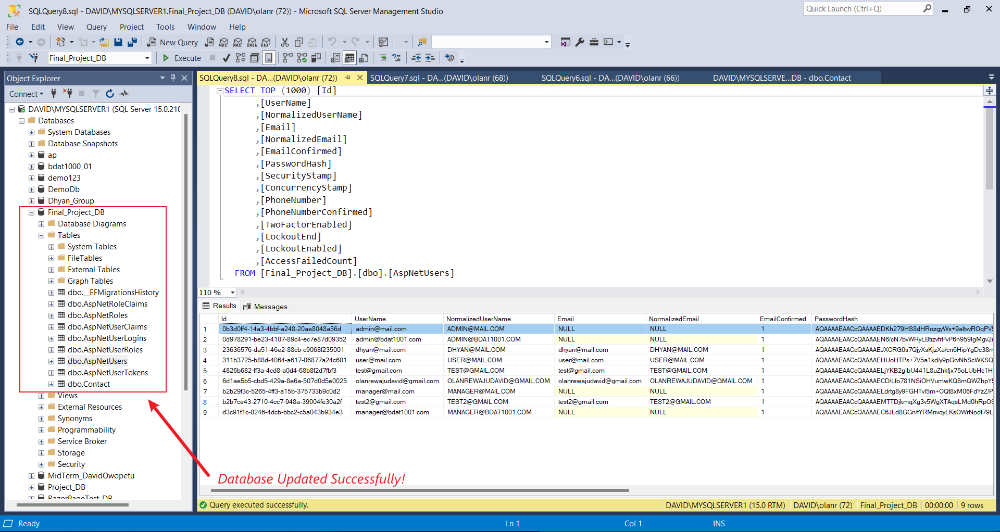 SQLQuery8.sql - DAVID\MYSQLSERVER1.Final_Project_DB (DAVID\olanr (72)) - Microsoft SQL Server Management Studio
Quick Launch (Ctrl+Q)
File Edit View Query Project Tools Window Help
New Query MDX DMX XMLA DAX
Final_Project_DB Execute
Object Explorer
Connect
DAVID\MYSQLSERVER1 (SQL Server 15.0.210
Databases
System Databases
Database Snapshots
ap
bdat1000_01
demo123
DemoDb
Dhyan_Group
Final_Project_DB
Database Diagrams
Tables
System Tables
FileTables
External Tables
Graph Tables
dbo.__EFMigrationsHistory
dbo.AspNetRoleClaims
dbo.AspNetRoles
dbo.AspNetUserClaims
dbo.AspNetUserLogins
dbo.AspNetUserRoles
dbo.AspNetUsers
dbo.AspNetUserTokens
dbo.Contact
Views
External Resources
Synonyms
Programmability
Service Broker
Storage
Security
MidTerm_DavidOwopetu
Project_DB
RazorPageTest_DB
SQLQuery8.sql - DA...(DAVID\olanr (72)) SQLQuery7.sql - DA...(DAVID\olanr (68)) SQLQuery6.sql - DA...(DAVID\olanr (66)) DAVID\MYSQLSERVE...DB - dbo.Contact
SELECT TOP (1000) [Id]
,[UserName]
,[NormalizedUserName]
,[Email]
,[NormalizedEmail]
,[EmailConfirmed]
,[PasswordHash]
,[SecurityStamp]
,[ConcurrencyStamp]
,[PhoneNumber]
,[PhoneNumberConfirmed]
,[TwoFactorEnabled]
,[LockoutEnd]
,[LockoutEnabled]
,[AccessFailedCount]
FROM [Final_Project_DB].[dbo].[AspNetUsers]
110 %
Results Messages
Id UserName NormalizedUserName Email NormalizedEmail EmailConfirmed PasswordHash
1 0b3d0ff4-14a3-4bbf-a248-20ae8048a56d admin@mail.com ADMIN@MAIL.COM NULL NULL 1 AQAAAAEAACcQAAAAEDKh279HS8dHRozgyWx+9altwROqPV5
2 0d978291-be23-4107-89c4-ec7e87d09352 admin@bdat1001.com ADMIN@BDAT1001.COM NULL NULL 1 AQAAAAEAACcQAAAAEN6/cN7bvWRyLBtizvfrPvP6n959IgMgv2i
3 23636576-da51-46e2-88cb-c9068f235001 dhyan@mail.com DHYAN@MAIL.COM dhyan@mail.com DHYAN@MAIL.COM 1 AQAAAAEAACcQAAAAEJXCRG0s7QjyXsKjzXa/cn6HipYgDc38m
4 311b3725-b88d-4064-a617-06877a24c681 user@mail.com USER@MAIL.COM user@mail.com USER@MAIL.COM 1 AQAAAAEAACcQAAAAEHUoHTPs+7V5a1kd/y9pGrvNhScWKSQ
5 4826b682-ff3a-4cd8-a0d4-68b8f2d7fbf3 test@gmail.com TEST@GMAIL.COM test@gmail.com TEST@GMAIL.COM 1 AQAAAAEAACcQAAAAELjYKB2glbU441L8uZhkfjx75oLUbHc1H
6 6d1ae5b5-cbd5-429a-8e6a-507d0d5e0025 olanrewajudavid@gmail.com OLANREWAJUDAVID@GMAIL.COM olanrewajudavid@gmail.com OLANREWAJUDAVID@GMAIL.COM 1 AQAAAAEAACcQAAAAECD/Lfo781NSiOHVumwKQ8mQWZhpY5
7 b2b29f3c-5265-4ff3-a15b-375733b9c0d2 manager@mail.com MANAGER@MAIL.COM NULL NULL 1 AQAAAAEAACcQAAAAELdrtg8y9FGHTvl5m+OQt8xM06FdYzZ/P
8 b2b7ce43-2710-4cc7-948a-39004fe30a2f test2@gmail.com TEST2@GMAIL.COM test2@gmail.com TEST2@GMAIL.COM 1 AQAAAAEAACcQAAAAEMTTDjkmqXg3v5WgXTAqsLMd0hRpOS
9 d3c91f1c-8246-4dcb-bbc2-c5a043b934e3 manager@bdat1001.com MANAGER@BDAT1001.COM NULL NULL 1 AQAAAAEAACcQAAAAEC6JLd8GGn/fYRMnvqyLKsOWrNodt79L
Database Updated Successfully!
Query executed successfully. DAVID\MYSQLSERVER1 (15.0 RTM) DAVID\olanr (72) Final_Project_DB 00:00:00 9 rows
Ready Ln 1 Col 1 INS